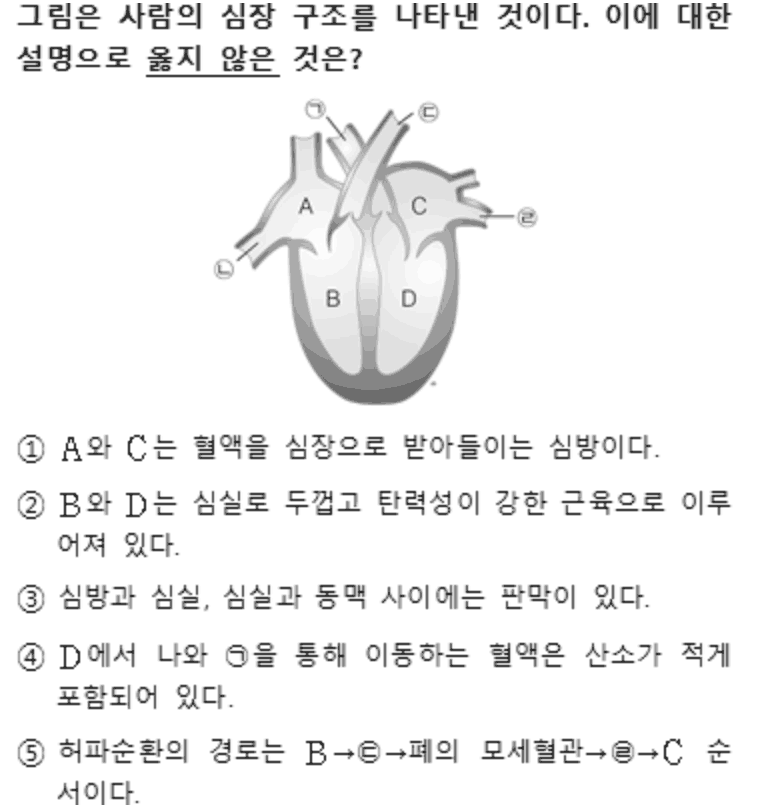 그림은 사람의 심장 구조를 나타낸 것이다. 이에 대한
설명으로 옳지 않은 것은?
㉠
㉢
A
C
㉣
㉡
B
D
① A와 C는 혈액을 심장으로 받아들이는 심방이다.
② B와 D는 심실로 두껍고 탄력성이 강한 근육으로 이루
어져 있다.
③ 심방과 심실, 심실과 동맥 사이에는 판막이 있다.
④ D에서 나와 ㉠을 통해 이동하는 혈액은 산소가 적게
포함되어 있다.
⑤ 허파순환의 경로는 B→㉢→폐의 모세혈관→㉣→C 순
서이다.